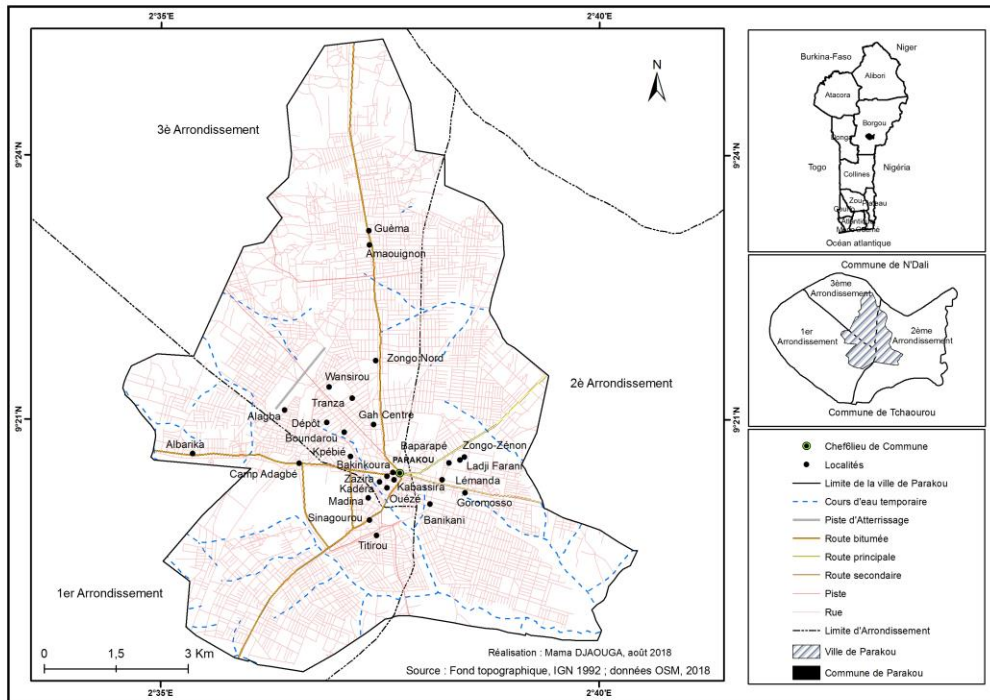 2°35'E
2°40'E
N
3è Arrondissement
9°24'N
9°24'N
Guèma
Amaouignon
Zongo Nord
2è Arrondissement
Wansirou
Tranza
Alagba
Gah Centre
Dépôt
Boundarou
9°21'N
9°21'N
Albarika
Kpébié
Baparapé
Zongo-Zénon
PARAKOU
Bakinkoura
Ladji Farani
Camp Adagbé
Zazira
Kabassira
Lémanda
Kadéra
Ouézé
Goromosso
Madina
Banikani
Sinagourou
Titirou
1er Arrondissement
0 1,5 3 Km
Réalisation : Mama DJAOUGA, août 2018
Source : Fond topographique, IGN 1992 ; données OSM, 2018
2°35'E
2°40'E
Burkina-Faso
Niger
Alibori
Atacora
Borgou
Donga
Togo
Nigéria
Collines
Zou
Plateau
Océan atlantique
Commune de N'Dali
3ème
Arrondissement
1er
Arrondissement
2ème
Arrondissement
Commune de Tchaourou
Chef6lieu de Commune
Localités
Limite de la ville de Parakou
Cours d'eau temporaire
Piste d'Atterrissage
Route bitumée
Route principale
Route secondaire
Piste
Rue
Limite d'Arrondissement
Ville de Parakou
Commune de Parakou